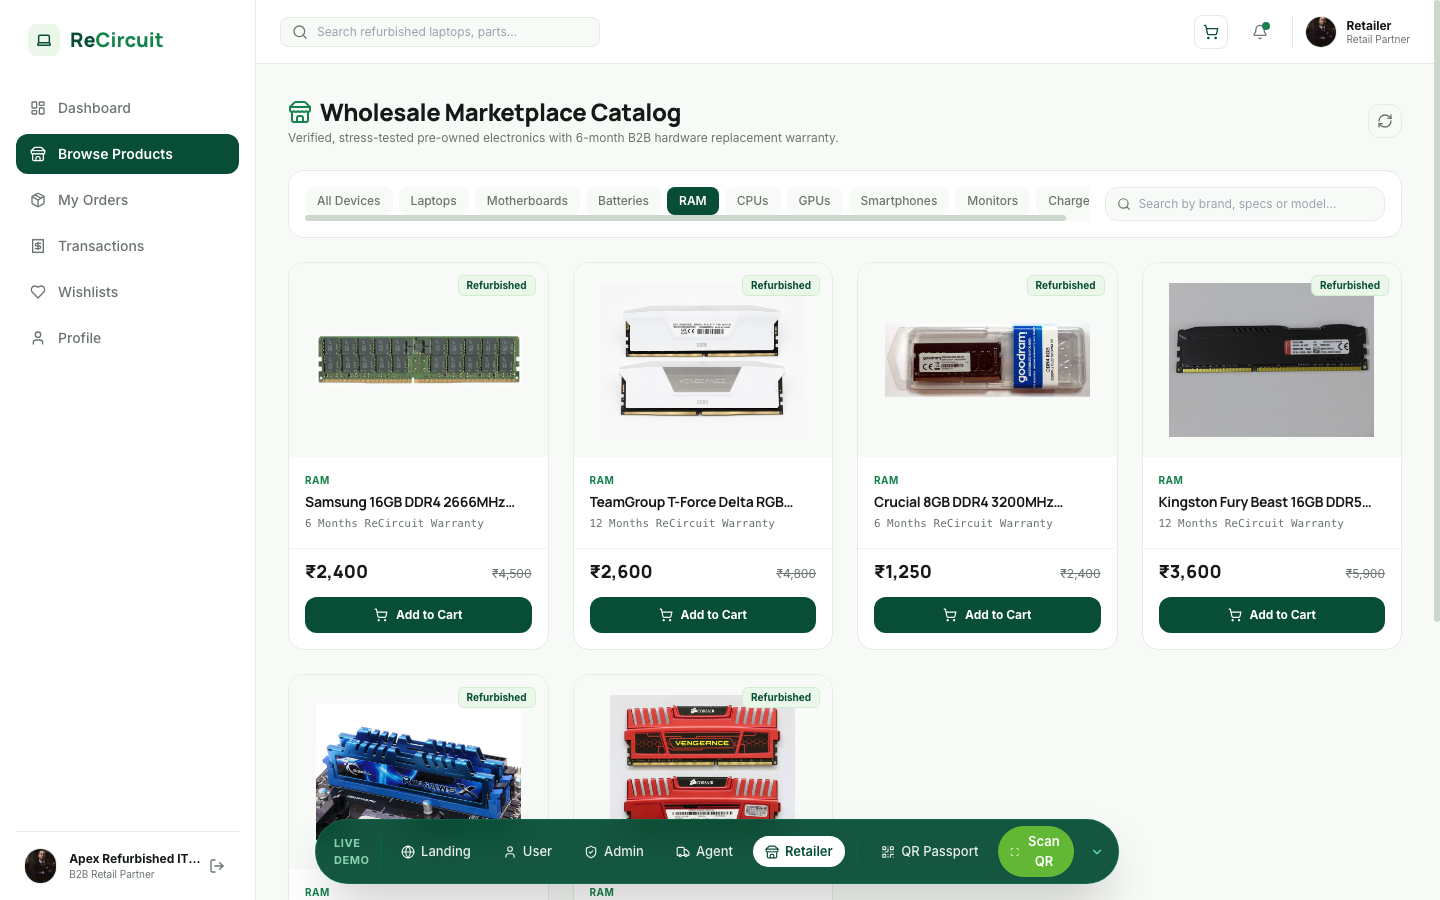 ReCircuit
Search refurbished laptops, parts...
Retailer
Retail Partner
Dashboard
Browse Products
My Orders
Transactions
Wishlists
Profile
Wholesale Marketplace Catalog
Verified, stress-tested pre-owned electronics with 6-month B2B hardware replacement warranty.
All Devices
Laptops
Motherboards
Batteries
RAM
CPUs
GPUs
Smartphones
Monitors
Charge
Search by brand, specs or model...
Refurbished
RAM
Samsung 16GB DDR4 2666MHz...
6 Months ReCircuit Warranty
₹2,400
₹4,500
Add to Cart
Refurbished
DDR5
VENGEANCE
DDR5
RAM
TeamGroup T-Force Delta RGB...
12 Months ReCircuit Warranty
₹2,600
₹4,800
Add to Cart
Refurbished
goodram
goodram
RAM
Crucial 8GB DDR4 3200MHz...
6 Months ReCircuit Warranty
₹1,250
₹2,400
Add to Cart
Refurbished
RAM
Kingston Fury Beast 16GB DDR5...
12 Months ReCircuit Warranty
₹3,600
₹5,900
Add to Cart
Refurbished
RAM
Refurbished
CORSAIR
VENGEANCE
CORSAIR
RAM
Apex Refurbished IT...
B2B Retail Partner
LIVE
DEMO
Landing
User
Admin
Agent
Retailer
QR Passport
Scan
QR